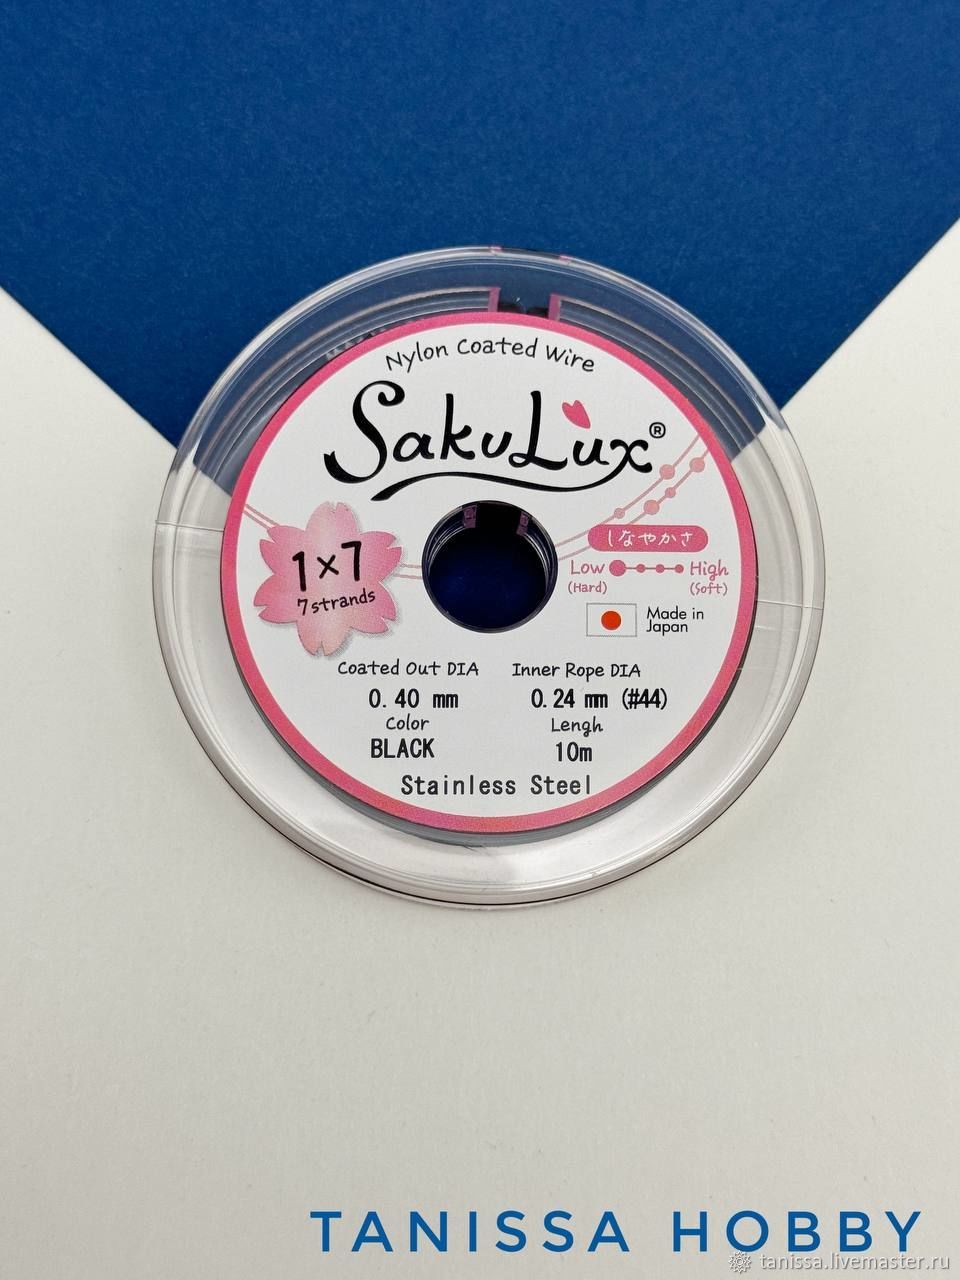 Nylon Coated Wire
SakuLux®
1×7
7strands
しなやかさ
Low High
(Hard) (Soft)
Made in
Japan
Coated Out DIA Inner Rope DIA
0.40 mm 0.24 mm (#44)
Color Lengh
BLACK 10m
Stainless Steel
TANISSA HOBBY
tanissa.livemaster.ru